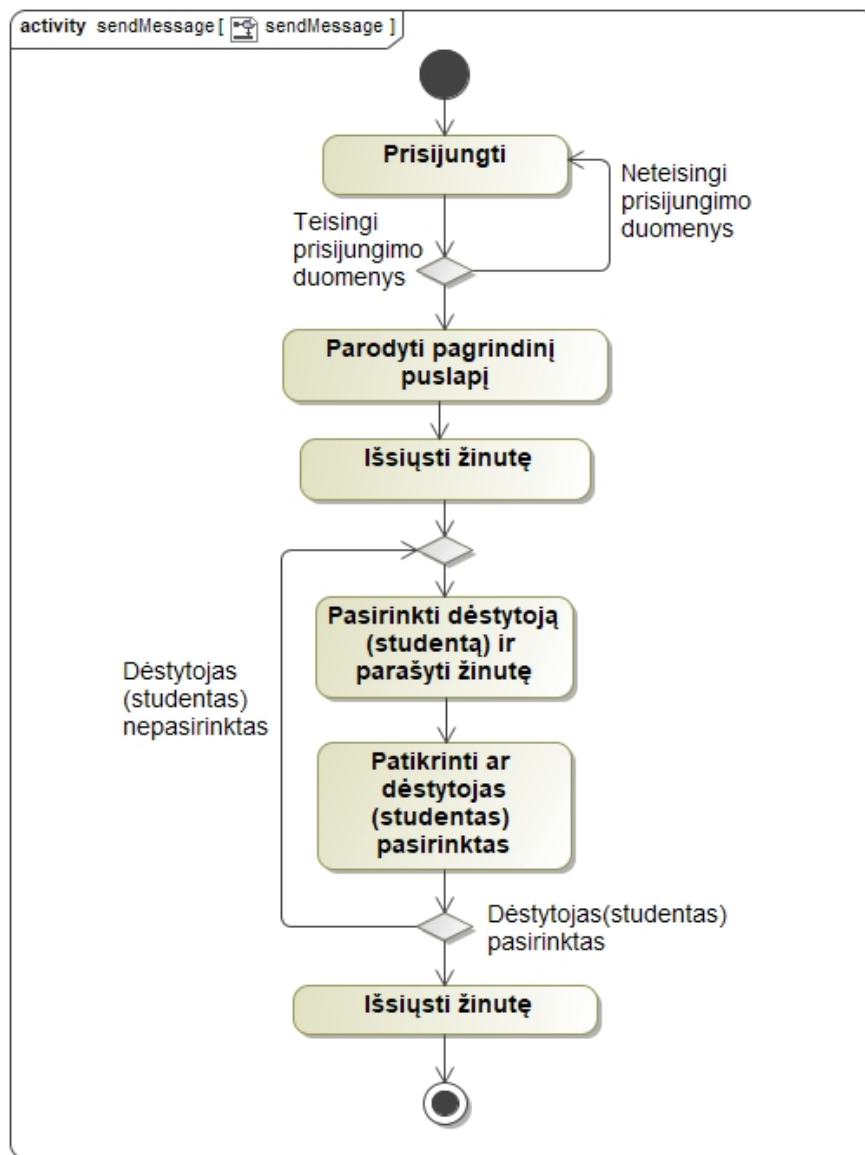 activity sendMessage [ sendMessage ]
Prisijungti
Neteisingi
prisijungimo
duomenys
Teisingi
prisijungimo
duomenys
Parodyti pagrindinį
puslapį
Išsiųsti žinutę
Pasirinkti dėstytoją
(studentą) ir
parašyti žinutę
Dėstytojas
(studentas)
nepasirinktas
Patikrinti ar
dėstytojas
(studentas)
pasirinktas
Dėstytojas(studentas)
pasirinktas
Išsiųsti žinutę